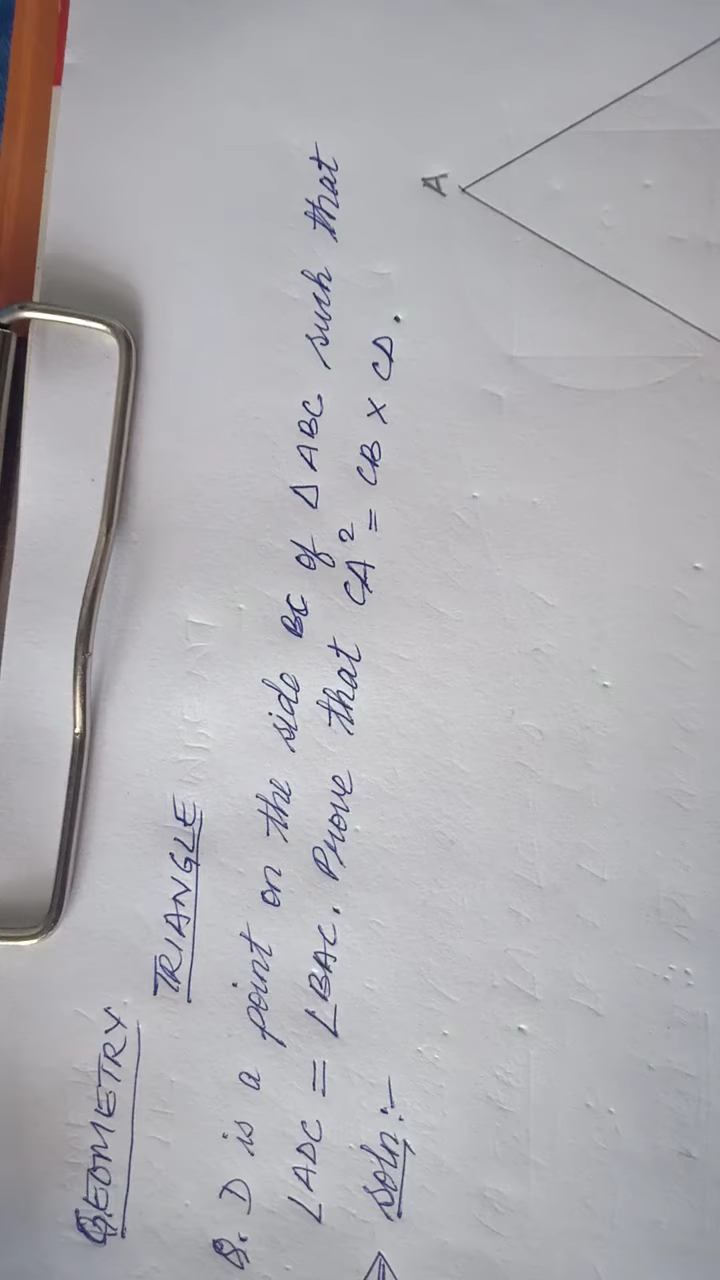 GEOMETRY
TRIANGLE
Q. D is a point on the side BC of Δ ABC such that
∠ADC = ∠BAC. Prove that CA² = CB × CD.
⇒ Soln:-
A